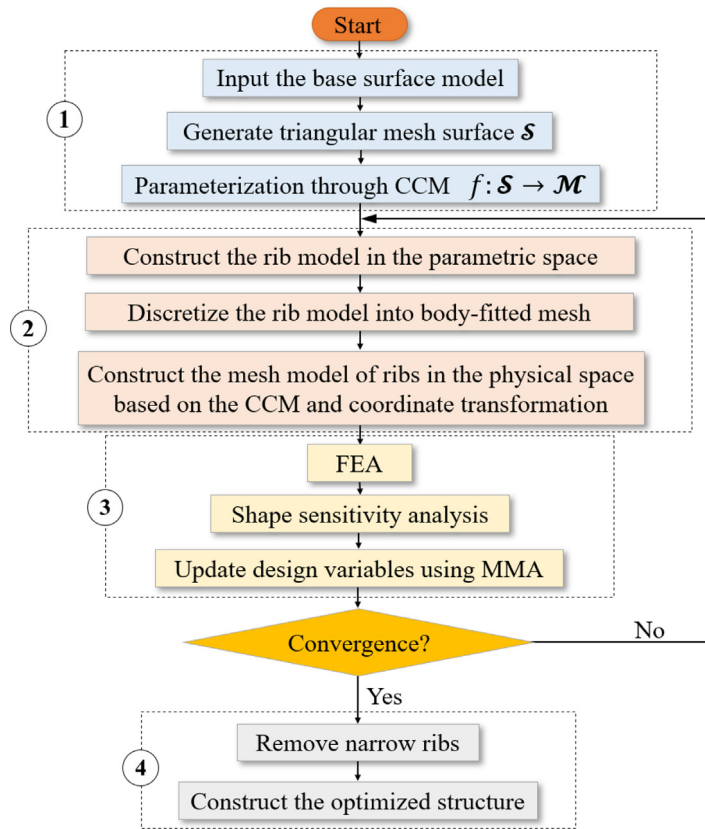 Start
1
Input the base surface model
Generate triangular mesh surface 𝓢
Parameterization through CCM f: 𝓢 → 𝓜
2
Construct the rib model in the parametric space
Discretize the rib model into body-fitted mesh
Construct the mesh model of ribs in the physical space
based on the CCM and coordinate transformation
3
FEA
Shape sensitivity analysis
Update design variables using MMA
Convergence?
No
Yes
4
Remove narrow ribs
Construct the optimized structure